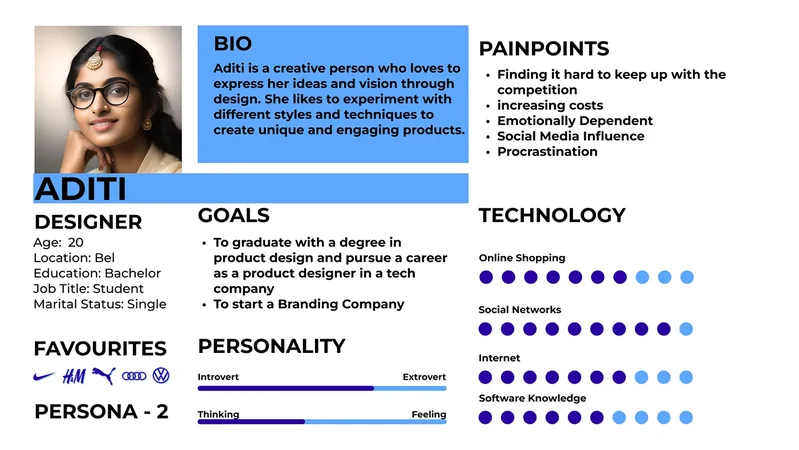 BIO
Aditi is a creative person who loves to
express her ideas and vision through
design. She likes to experiment with
different styles and techniques to
create unique and engaging products.
PAINPOINTS
• Finding it hard to keep up with the
competition
• increasing costs
• Emotionally Dependent
• Social Media Influence
• Procrastination
ADITI
DESIGNER
Age:  20
Location: Bel
Education: Bachelor
Job Title: Student
Marital Status: Single
GOALS
• To graduate with a degree in
product design and pursue a career
as a product designer in a tech
company
• To start a Branding Company
TECHNOLOGY
Online Shopping
Social Networks
Internet
Software Knowledge
FAVOURITES
H&M
PERSONA - 2
PERSONALITY
Introvert Extrovert
Thinking Feeling